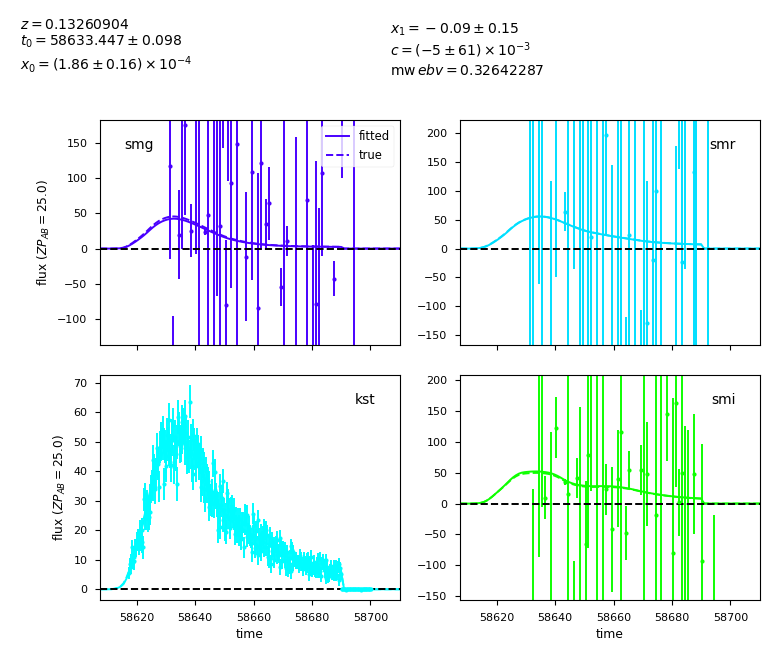 z = 0.13260904
t₀ = 58633.447 ± 0.098
x₀ = (1.86 ± 0.16) × 10⁻⁴
x₁ = −0.09 ± 0.15
c = (−5 ± 61) × 10⁻³
mw ebv = 0.32642287
smg
fitted
true
150
100
50
0
−50
−100
flux (ZP_AB = 25.0)
smr
200
150
100
50
0
−50
−100
−150
kst
70
60
50
40
30
20
10
0
flux (ZP_AB = 25.0)
58620 58640 58660 58680 58700
time
smi
200
150
100
50
0
−50
−100
−150
58620 58640 58660 58680 58700
time